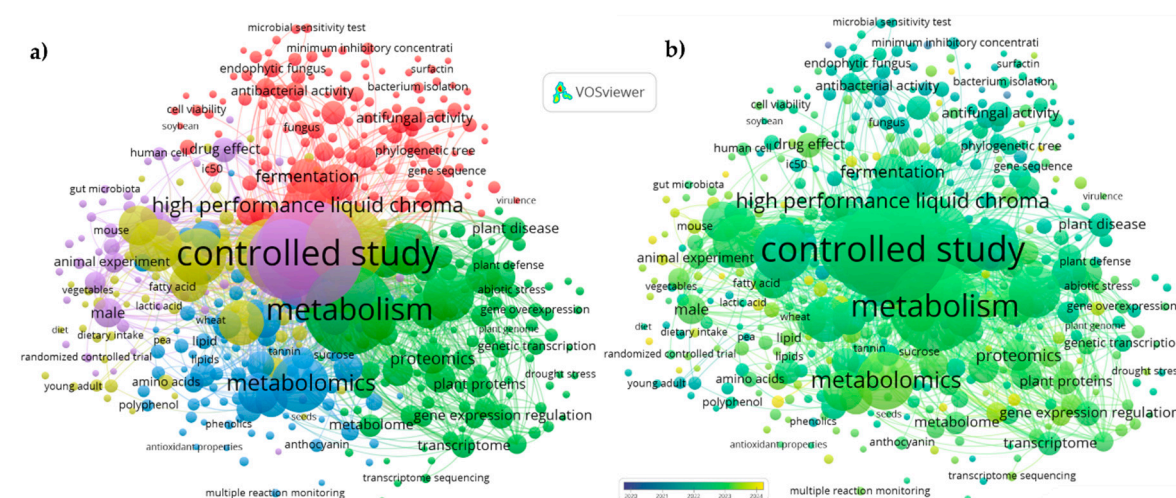 a)
microbial sensitivity test
minimum inhibitory concentrati
endophytic fungus
surfactin
antibacterial activity
bacterium isolation
cell viability
antifungal activity
soybean
fungus
human cell
drug effect
phylogenetic tree
ic50
gene sequence
fermentation
gut microbiota
high performance liquid chroma
virulence
mouse
plant disease
controlled study
animal experiment
plant defense
vegetables
fatty acid
abiotic stress
male
lactic acid
metabolism
gene overexpression
diet
wheat
plant genome
dietary intake
pea
lipid
genetic transcription
randomized controlled trial
lipids
tannin
sucrose
proteomics
drought stress
young adult
amino acids
metabolomics
plant proteins
polyphenol
seeds
gene expression regulation
phenolics
metabolome
antioxidant properties
anthocyanin
transcriptome
transcriptome sequencing
multiple reaction monitoring
VOSviewer
b)
microbial sensitivity test
minimum inhibitory concentrati
endophytic fungus
surfactin
antibacterial activity
bacterium isolation
cell viability
antifungal activity
soybean
fungus
human cell
drug effect
phylogenetic tree
ic50
gene sequence
fermentation
gut microbiota
high performance liquid chroma
virulence
mouse
plant disease
controlled study
animal experiment
plant defense
vegetables
fatty acid
abiotic stress
male
lactic acid
metabolism
gene overexpression
diet
wheat
plant genome
dietary intake
pea
lipid
genetic transcription
randomized controlled trial
lipids
tannin
sucrose
proteomics
drought stress
young adult
amino acids
metabolomics
plant proteins
polyphenol
seeds
gene expression regulation
phenolics
metabolome
antioxidant properties
anthocyanin
transcriptome
transcriptome sequencing
multiple reaction monitoring
2020 2021 2022 2023 2024